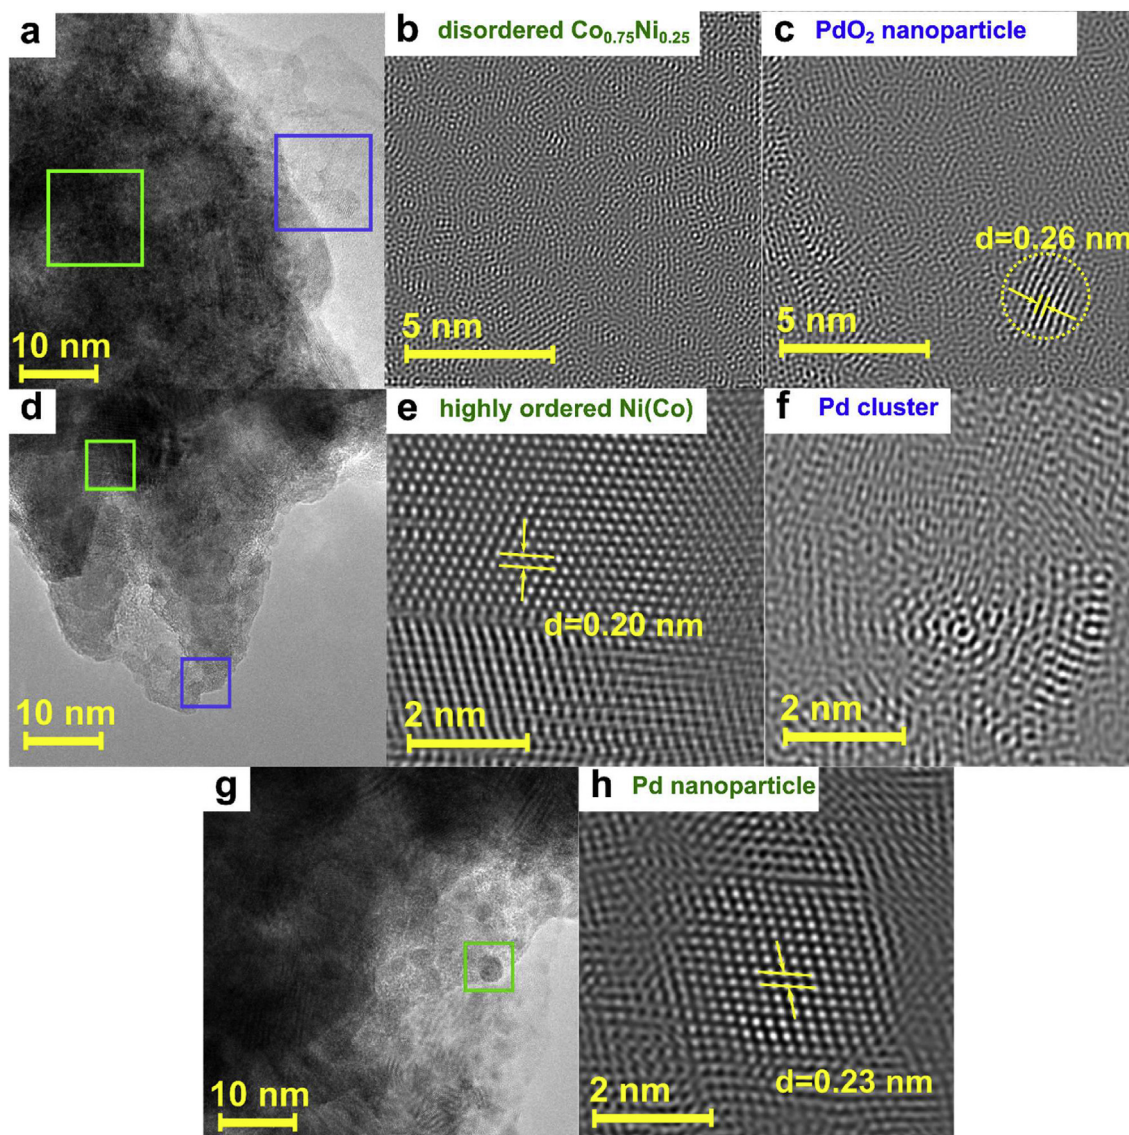 a
b disordered Co₀.₇₅Ni₀.₂₅
c PdO₂ nanoparticle
d=0.26 nm
10 nm
5 nm
5 nm
d
e highly ordered Ni(Co)
f Pd cluster
d=0.20 nm
10 nm
2 nm
2 nm
g
h Pd nanoparticle
10 nm
2 nm
d=0.23 nm